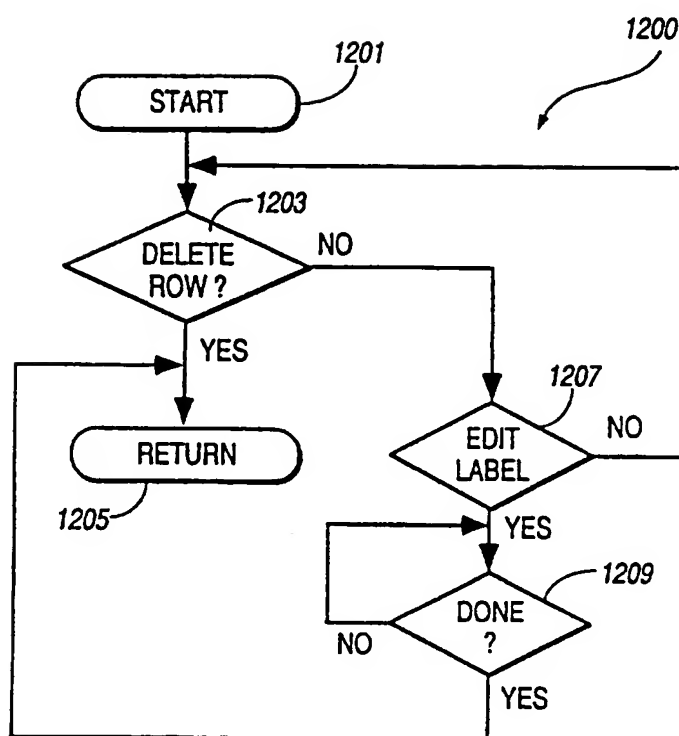 1200
1201
START
1203
DELETE
ROW ?
NO
YES
1207
EDIT
LABEL
NO
RETURN
1205
YES
1209
DONE
?
NO
YES